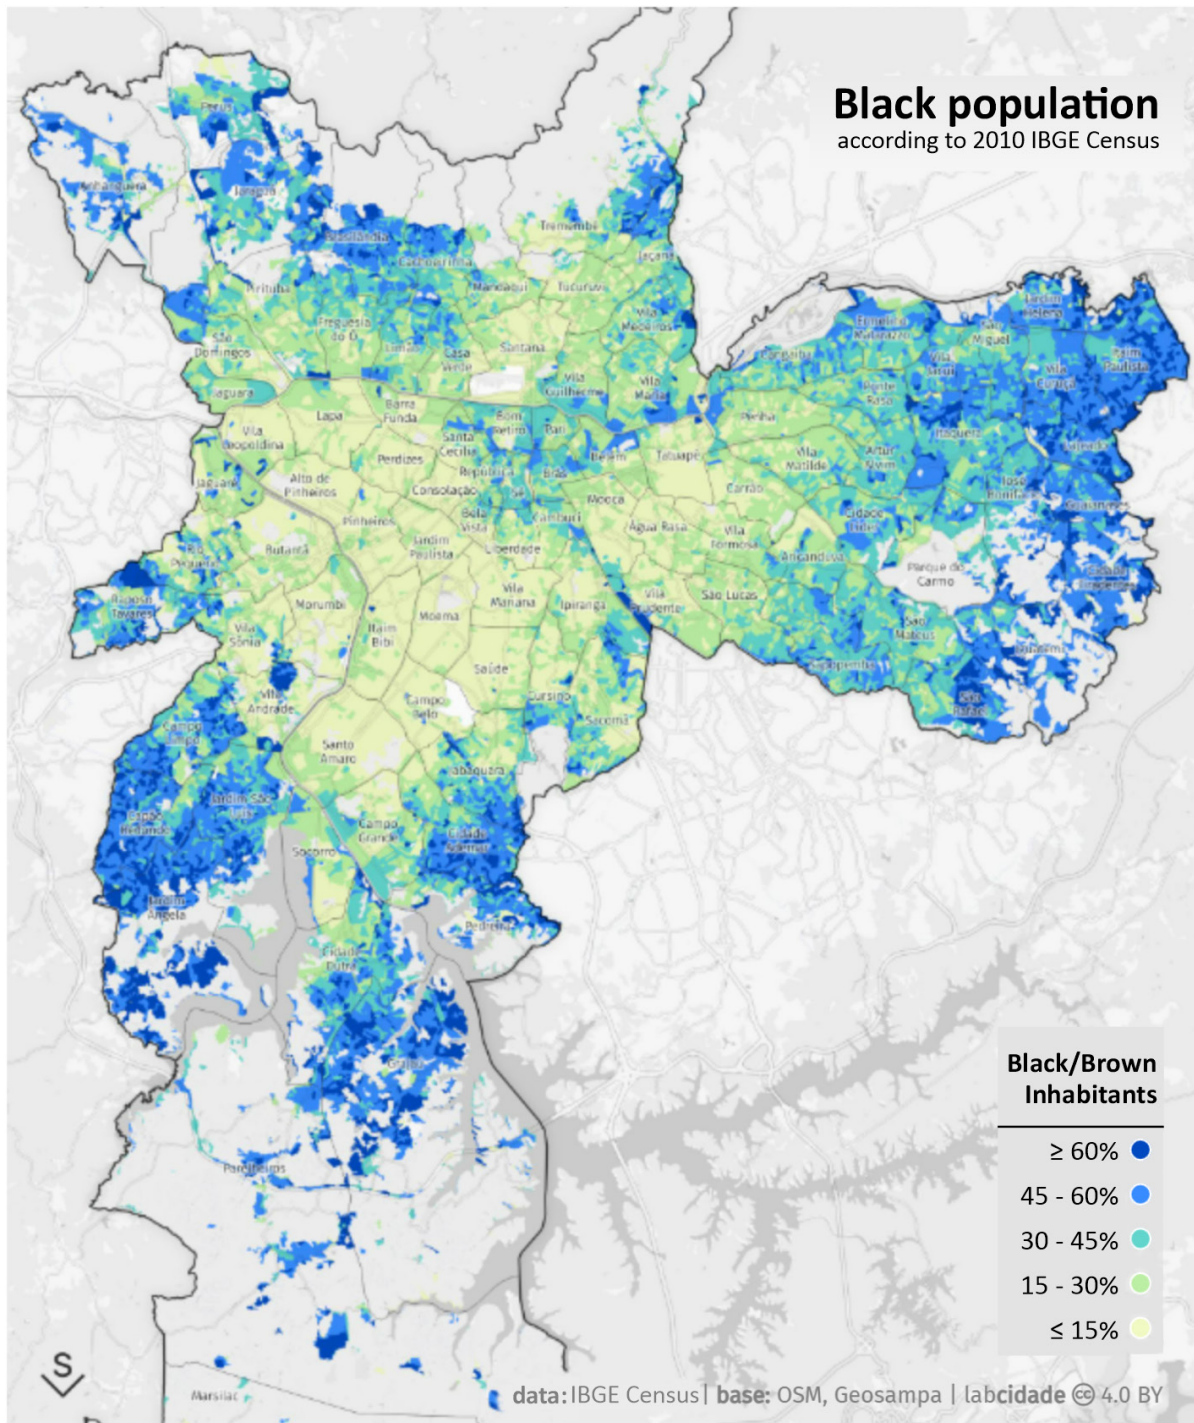 Black population
according to 2010 IBGE Census
Perus
Anhanguera
Jaraguá
Brasilândia
Cachoeirinha
Tremembé
Jaçanã
Pirituba
Mandaqui
Tucuruvi
Freguesia
do Ó
Vila
Medeiros
São
Domingos
Limão
Casa
Verde
Santana
Jaguara
Vila
Guilherme
Vila
Maria
Cangaíba
Ermelino
Matarazzo
São
Miguel
Jardim
Helena
Vila
Jacuí
Vila
Curuçá
Itaim
Paulista
Ponte
Rasa
Lapa
Barra
Funda
Bom
Retiro
Pari
Penha
Vila
Leopoldina
Perdizes
Santa
Cecília
República
Brás
Belém
Tatuapé
Vila
Matilde
Artur
Alvim
Itaquera
Lajeado
Jaguaré
Alto de
Pinheiros
Consolação
Sé
Mooca
Carrão
José
Bonifácio
Guaianases
Pinheiros
Bela
Vista
Cambuci
Água Rasa
Vila
Formosa
Cidade
Líder
Rio
Pequeno
Butantã
Jardim
Paulista
Liberdade
Aricanduva
Parque do
Carmo
Cidade
Tiradentes
Raposo
Tavares
Morumbi
Moema
Vila
Mariana
Ipiranga
Vila
Prudente
São Lucas
Vila
Sônia
Itaim
Bibi
São
Mateus
Iguatemi
Saúde
Sapopemba
São
Rafael
Vila
Andrade
Campo
Belo
Cursino
Sacomã
Campo
Limpo
Santo
Amaro
Jabaquara
Jardim São
Luís
Capão
Redondo
Campo
Grande
Cidade
Ademar
Socorro
Jardim
Ângela
Pedreira
Cidade
Dutra
Grajaú
Parelheiros
Marsilac
Black/Brown
Inhabitants
≥ 60%
45 - 60%
30 - 45%
15 - 30%
≤ 15%
S
data: IBGE Census | base: OSM, Geosampa | labcidade cc 4.0 BY